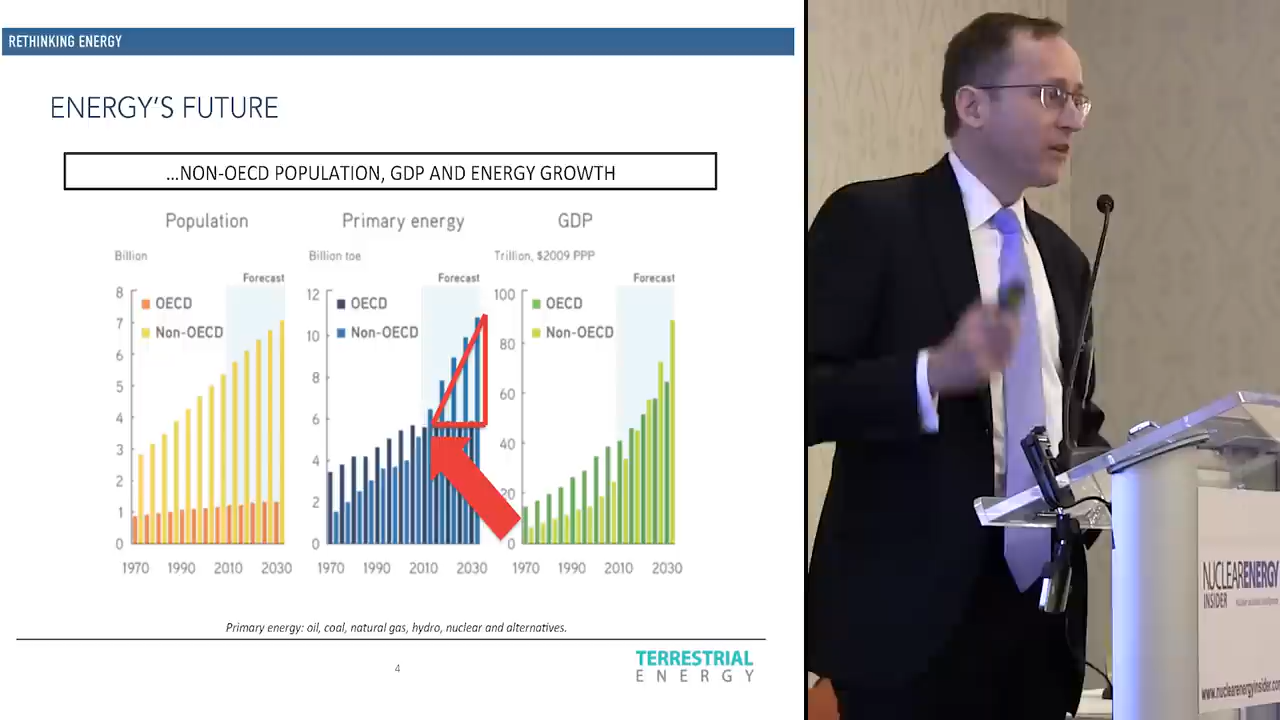 RETHINKING ENERGY
ENERGY'S FUTURE
...NON-OECD POPULATION, GDP AND ENERGY GROWTH
Population
Billion
Forecast
OECD
Non-OECD
8
7
6
5
4
3
2
1
0
1970 1990 2010 2030
Primary energy
Billion toe
Forecast
OECD
Non-OECD
12
10
8
6
4
2
0
1970 1990 2010 2030
GDP
Trillion, $2009 PPP
Forecast
OECD
Non-OECD
100
80
60
40
20
0
1970 1990 2010 2030
Primary energy: oil, coal, natural gas, hydro, nuclear and alternatives.
4
TERRESTRIAL
ENERGY
NUCLEARENERGY
INSIDER
www.nuclearenergyinsider.co